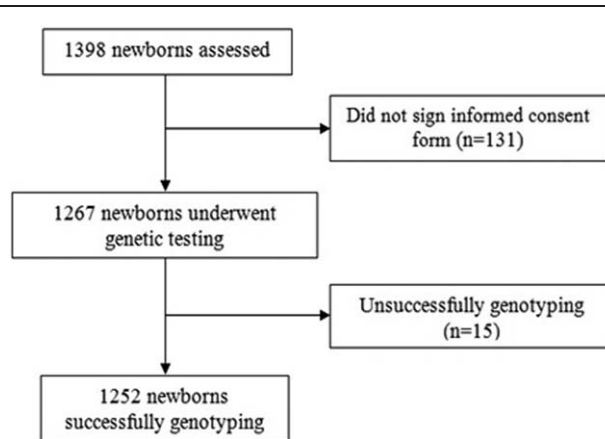 1398 newborns assessed
Did not sign informed consent
form (n=131)
1267 newborns underwent
genetic testing
Unsuccessfully genotyping
(n=15)
1252 newborns
successfully genotyping